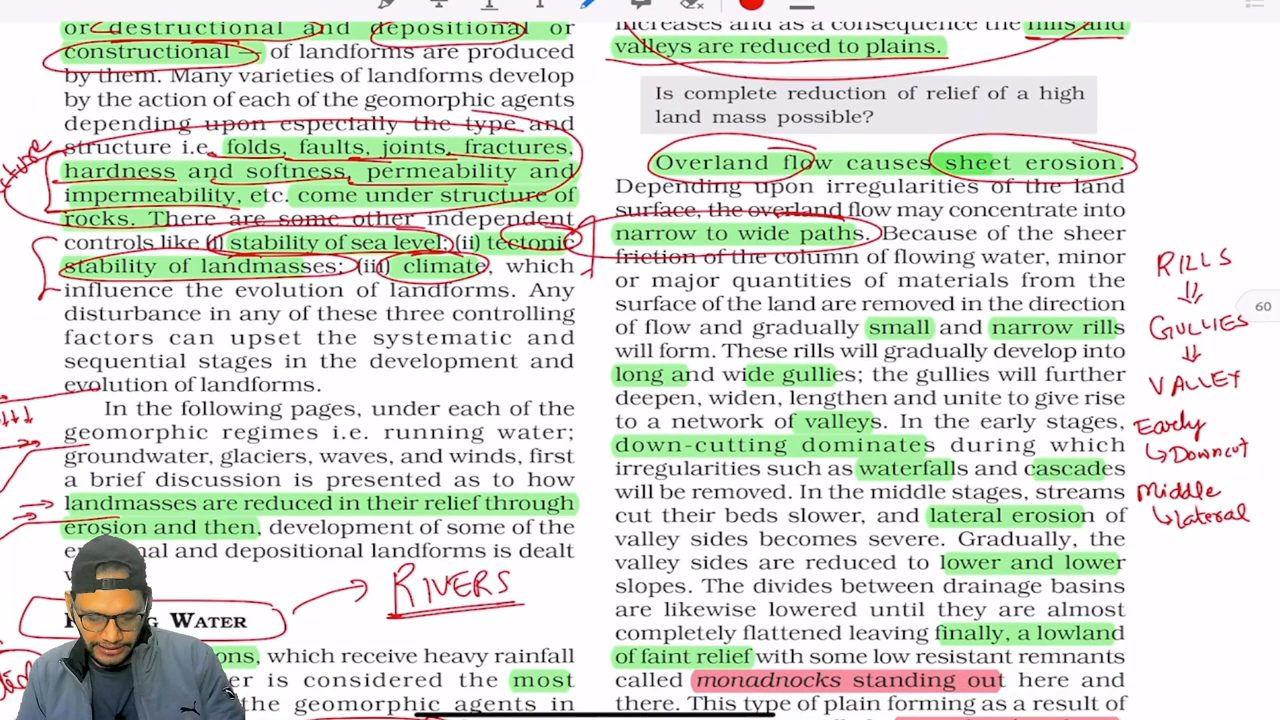 or destructional and depositional or
constructional – of landforms are produced
by them. Many varieties of landforms develop
by the action of each of the geomorphic agents
depending upon especially the type and
structure i.e. folds, faults, joints, fractures,
hardness and softness, permeability and
impermeability, etc. come under structure of
rocks. There are some other independent
controls like (i) stability of sea level; (ii) tectonic
stability of landmasses; (iii) climate, which
influence the evolution of landforms. Any
disturbance in any of these three controlling
factors can upset the systematic and
sequential stages in the development and
evolution of landforms.
In the following pages, under each of the
geomorphic regimes i.e. running water;
groundwater, glaciers, waves, and winds, first
a brief discussion is presented as to how
landmasses are reduced in their relief through
erosion and then, development of some of the
and depositional landforms is dealt
RIVERS
WATER
ons, which receive heavy rainfall
is considered the most
the geomorphic agents in
increases and as a consequence the hills and
valleys are reduced to plains.
Is complete reduction of relief of a high
land mass possible?
Overland flow causes sheet erosion.
Depending upon irregularities of the land
surface, the overland flow may concentrate into
narrow to wide paths. Because of the sheer
friction of the column of flowing water, minor
or major quantities of materials from the
surface of the land are removed in the direction
of flow and gradually small and narrow rills
will form. These rills will gradually develop into
long and wide gullies; the gullies will further
deepen, widen, lengthen and unite to give rise
to a network of valleys. In the early stages,
down-cutting dominates during which
irregularities such as waterfalls and cascades
will be removed. In the middle stages, streams
cut their beds slower, and lateral erosion of
valley sides becomes severe. Gradually, the
valley sides are reduced to lower and lower
slopes. The divides between drainage basins
are likewise lowered until they are almost
completely flattened leaving finally, a lowland
of faint relief with some low resistant remnants
called monadnocks standing out here and
there. This type of plain forming as a result of
RILLS
GULLIES
VALLEY
Early
Downcut
Middle
lateral
60